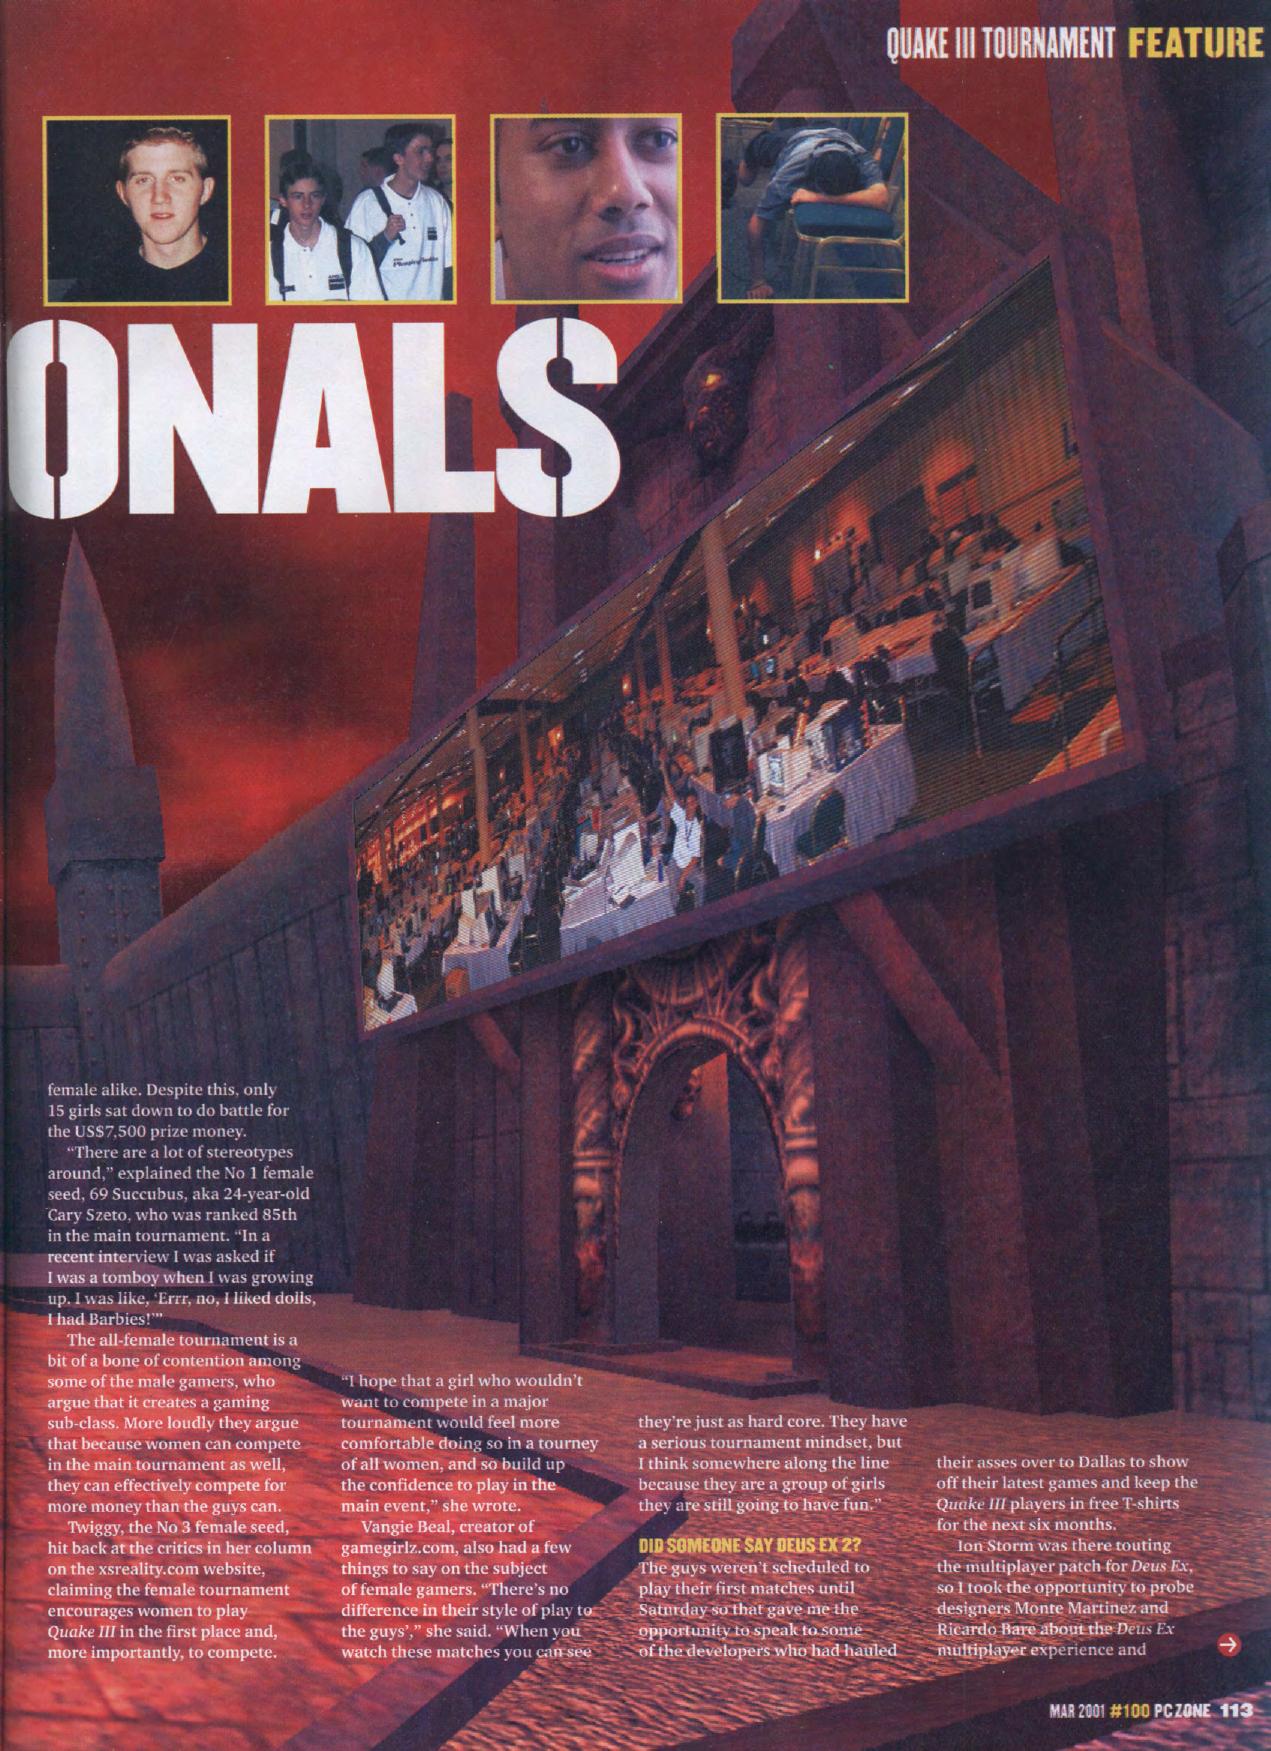 QUAKE III TOURNAMENT FEATURE
ONALS
female alike. Despite this, only
15 girls sat down to do battle for
the US$7,500 prize money.
“There are a lot of stereotypes
around,” explained the No 1 female
seed, 69 Succubus, aka 24-year-old
Cary Szeto, who was ranked 85th
in the main tournament. “In a
recent interview I was asked if
I was a tomboy when I was growing
up. I was like, ‘Errr, no, I liked dolls,
I had Barbies!’”
The all-female tournament is a
bit of a bone of contention among
some of the male gamers, who
argue that it creates a gaming
sub-class. More loudly they argue
that because women can compete
in the main tournament as well,
they can effectively compete for
more money than the guys can.
Twiggy, the No 3 female seed,
hit back at the critics in her column
on the xsreality.com website,
claiming the female tournament
encourages women to play
Quake III in the first place and,
more importantly, to compete.
“I hope that a girl who wouldn’t
want to compete in a major
tournament would feel more
comfortable doing so in a tourney
of all women, and so build up
the confidence to play in the
main event,” she wrote.
Vangie Beal, creator of
gamegirlz.com, also had a few
things to say on the subject
of female gamers. “There’s no
difference in their style of play to
the guys’,” she said. “When you
watch these matches you can see
they’re just as hard core. They have
a serious tournament mindset, but
I think somewhere along the line
because they are a group of girls
they are still going to have fun.”
DID SOMEONE SAY DEUS EX 2?
The guys weren’t scheduled to
play their first matches until
Saturday so that gave me the
opportunity to speak to some
of the developers who had hauled
their asses over to Dallas to show
off their latest games and keep the
Quake III players in free T-shirts
for the next six months.
Ion Storm was there touting
the multiplayer patch for Deus Ex,
so I took the opportunity to probe
designers Monte Martinez and
Ricardo Bare about the Deus Ex
multiplayer experience and
MAR 2001 #100 PC ZONE 113